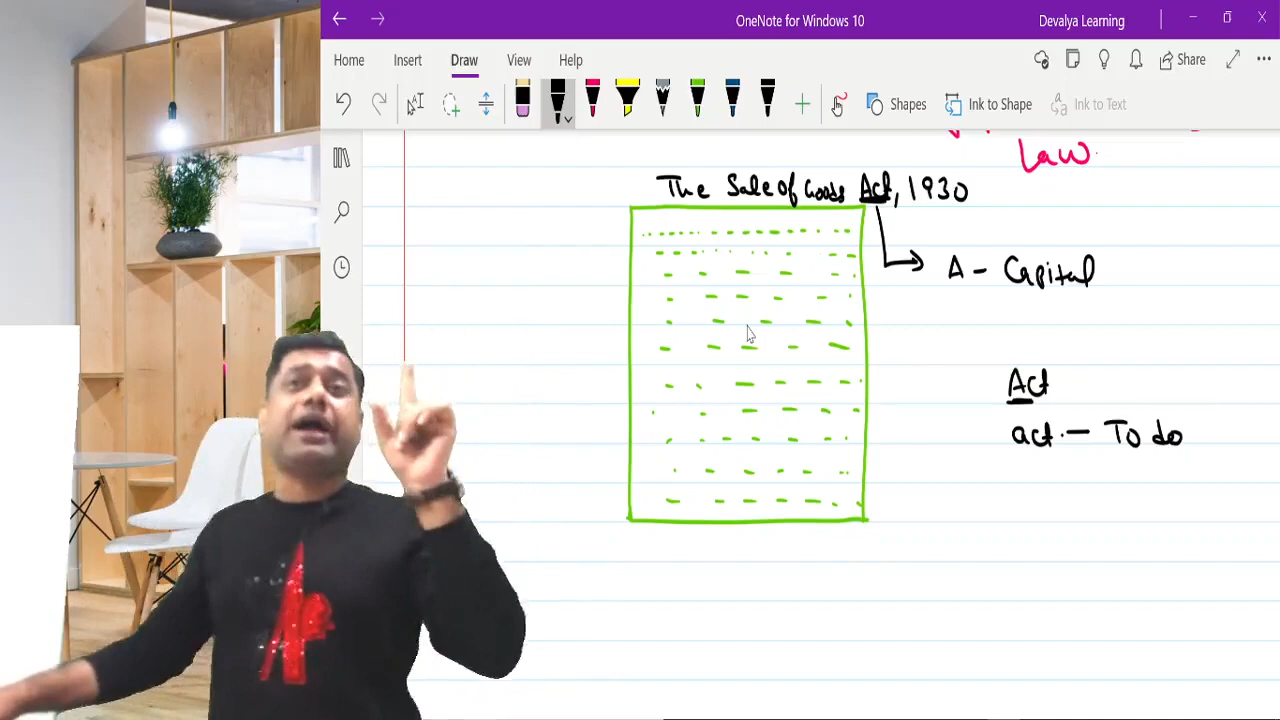 OneNote for Windows 10
Devalya Learning
Home Insert Draw View Help
Share
Shapes Ink to Shape Ink to Text
Law
The Sale of Goods Act, 1930
A - Capital
Act
act - To do